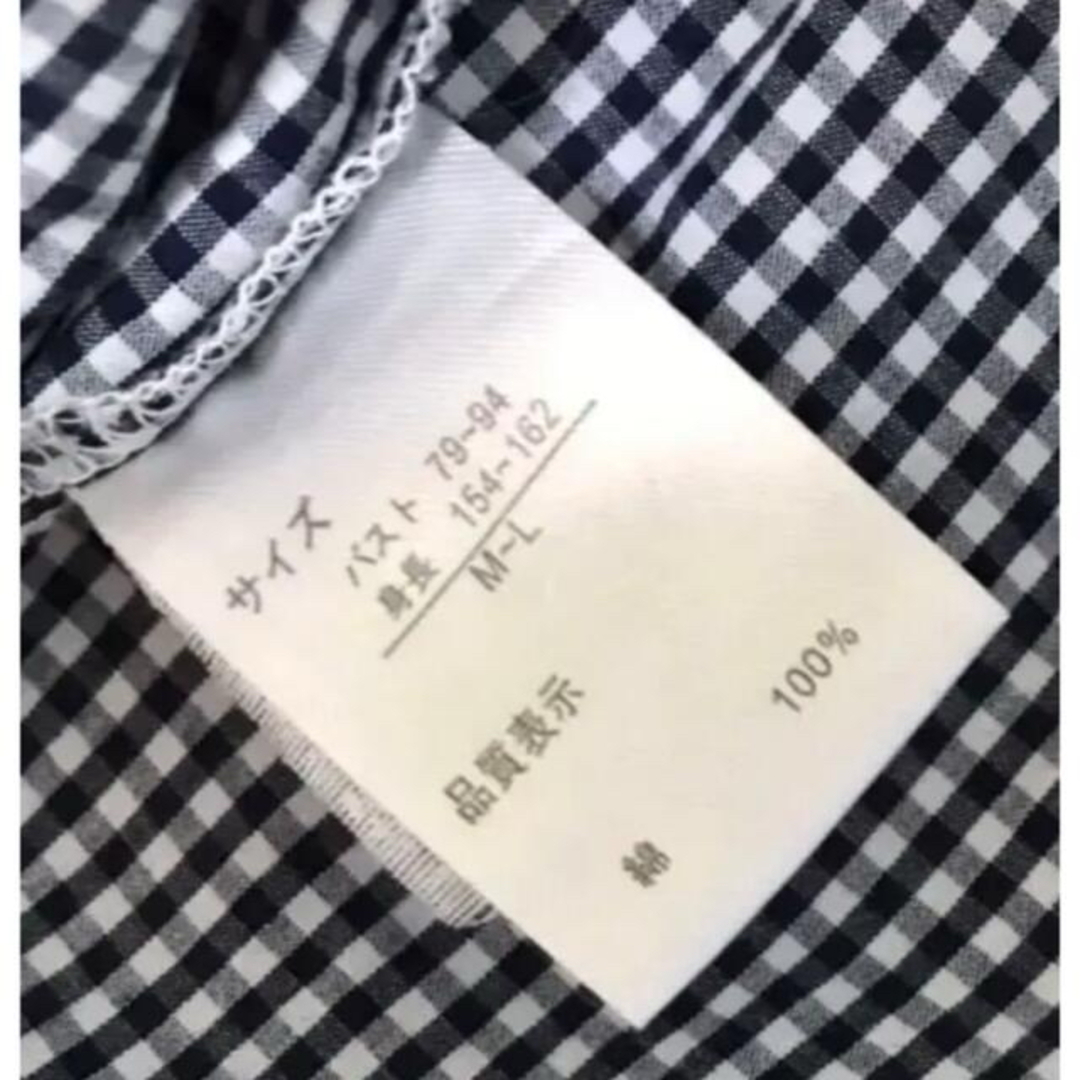 サイズ
バスト 79~94
身長 154~162
M~L
品質表示
綿 100%